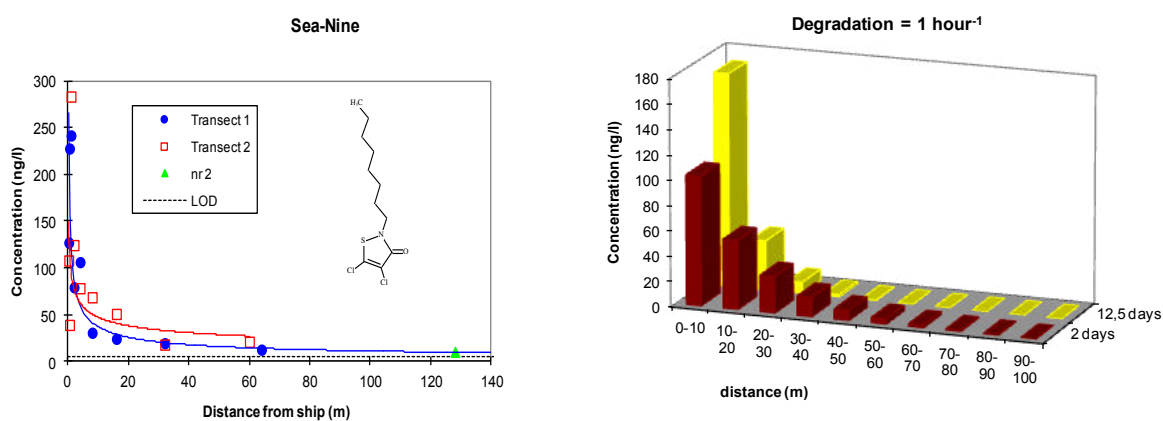 Sea-Nine
300
250
200
150
100
50
0
Concentration (ng/l)
Transect 1
Transect 2
nr 2
LOD
H₃C
S
N
O
Cl
Cl
0 20 40 60 80 100 120 140
Distance from ship (m)
Degradation = 1 hour⁻¹
180
160
140
120
100
80
60
40
20
0
Concentration (ng/l)
0-10
10-20
20-30
30-40
40-50
50-60
60-70
70-80
80-90
90-100
12,5 days
2 days
distance (m)